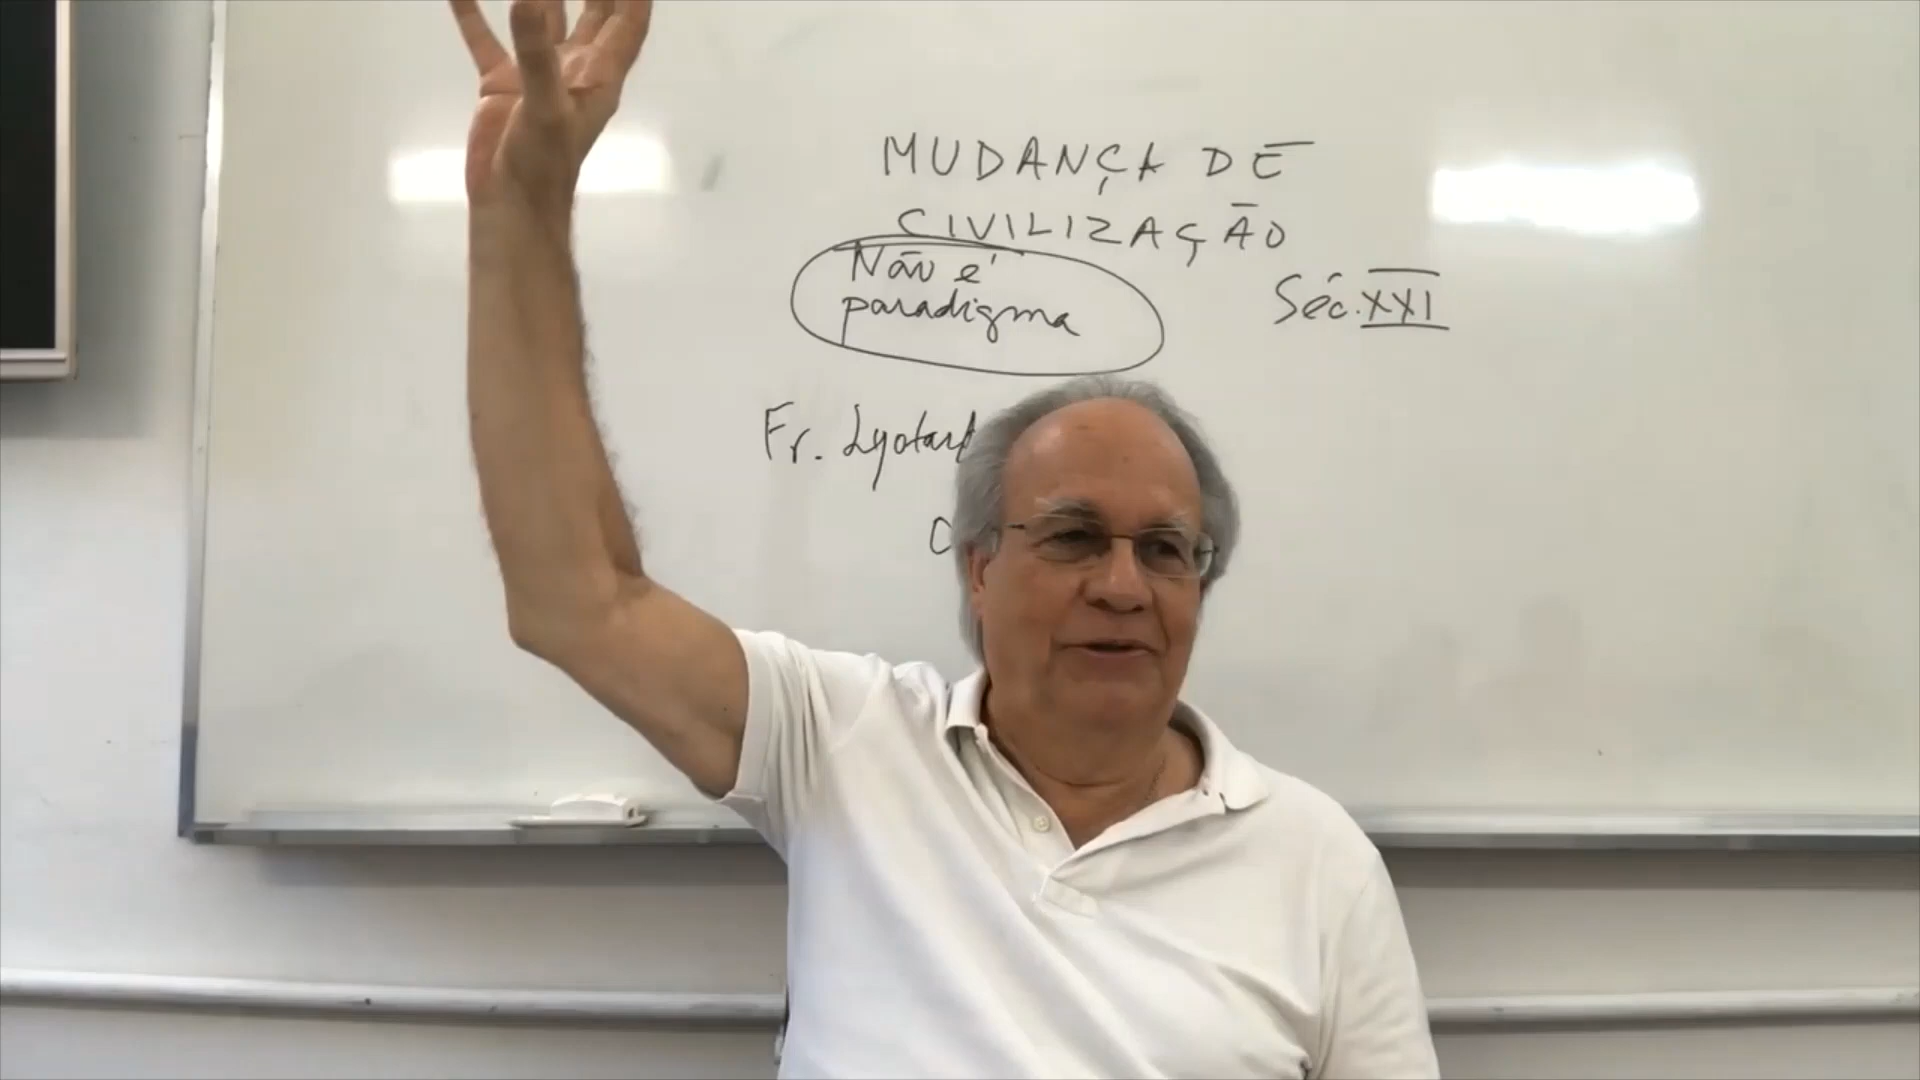 MUDANÇA DE
CIVILIZAÇÃO
Não é
paradigma
Séc. XXI
Fr. Lyotard